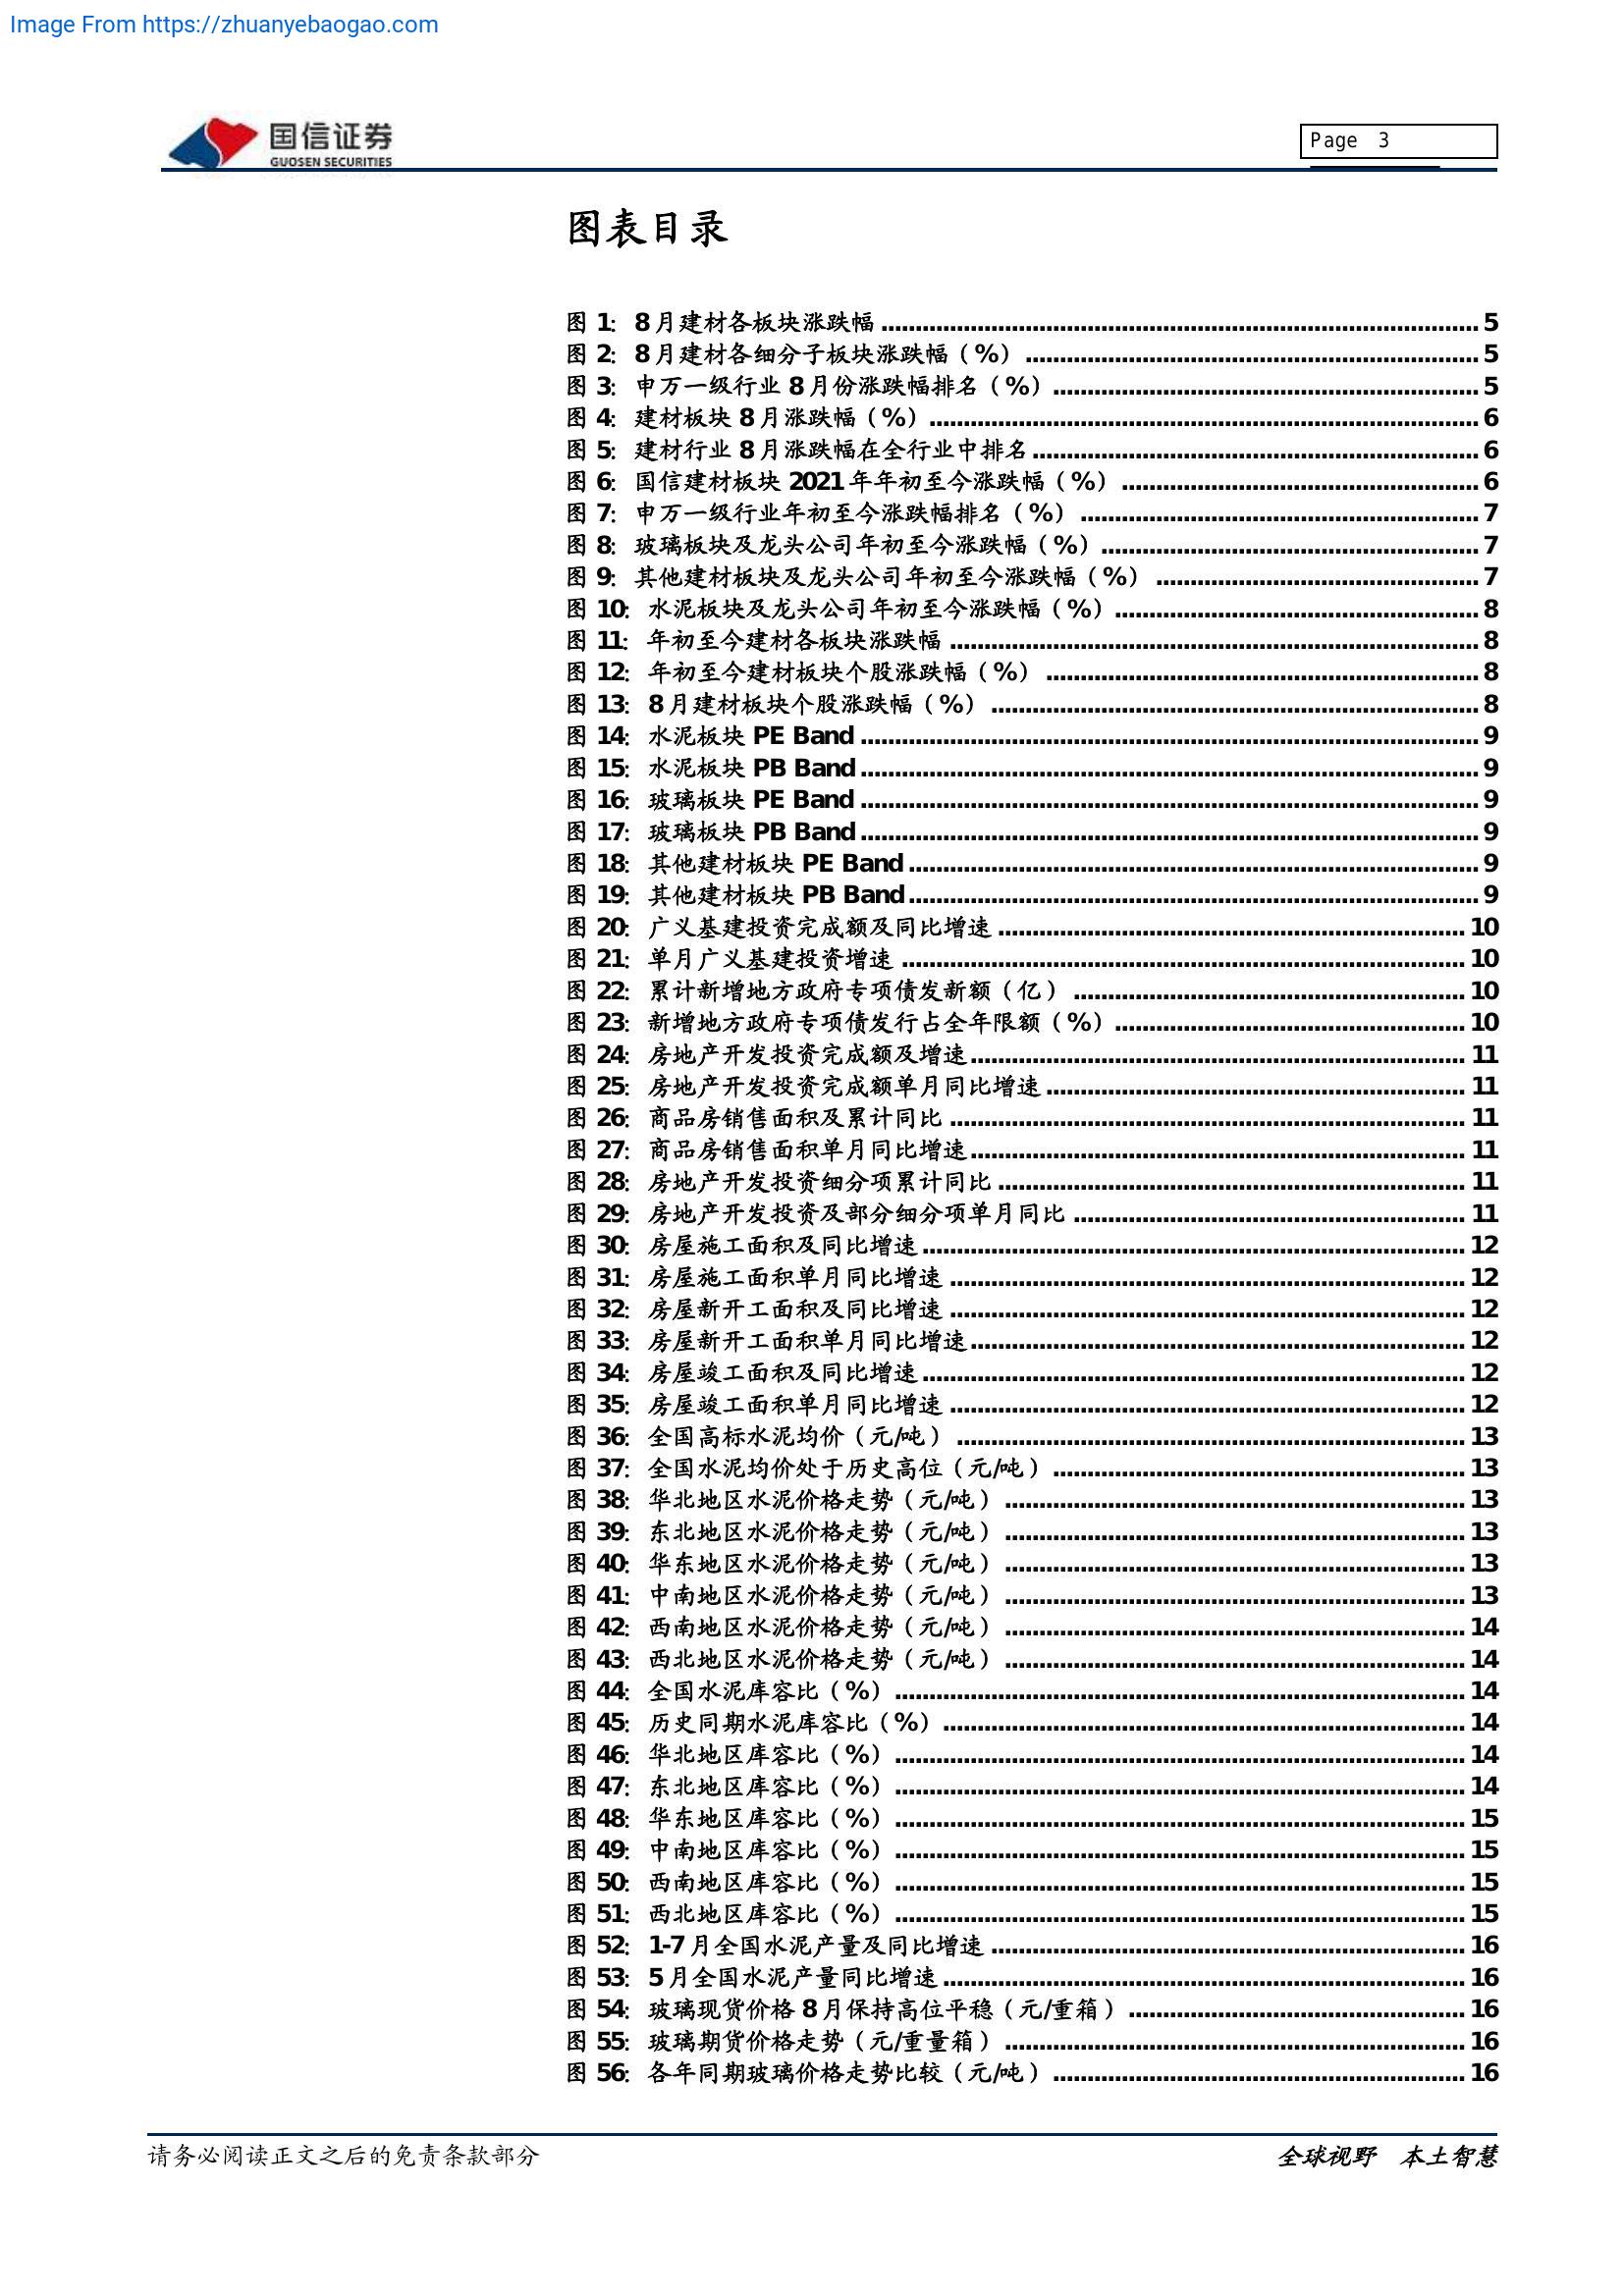 Image From https://zhuanyebaogao.com
国信证券
GUOSEN SECURITIES
Page 3
图表目录
图 1: 8月建材各板块涨跌幅 5
图 2: 8月建材各细分子板块涨跌幅（%） 5
图 3: 申万一级行业 8月份涨跌幅排名（%） 5
图 4: 建材板块 8月涨跌幅（%） 6
图 5: 建材行业 8月涨跌幅在全行业中排名 6
图 6: 国信建材板块 2021年年初至今涨跌幅（%） 6
图 7: 申万一级行业年初至今涨跌幅排名（%） 7
图 8: 玻璃板块及龙头公司年初至今涨跌幅（%） 7
图 9: 其他建材板块及龙头公司年初至今涨跌幅（%） 7
图 10: 水泥板块及龙头公司年初至今涨跌幅（%） 8
图 11: 年初至今建材各板块涨跌幅 8
图 12: 年初至今建材板块个股涨跌幅（%） 8
图 13: 8月建材板块个股涨跌幅（%） 8
图 14: 水泥板块 PE Band 9
图 15: 水泥板块 PB Band 9
图 16: 玻璃板块 PE Band 9
图 17: 玻璃板块 PB Band 9
图 18: 其他建材板块 PE Band 9
图 19: 其他建材板块 PB Band 9
图 20: 广义基建投资完成额及同比增速 10
图 21: 单月广义基建投资增速 10
图 22: 累计新增地方政府专项债发新额（亿） 10
图 23: 新增地方政府专项债发行占全年限额（%） 10
图 24: 房地产开发投资完成额及增速 11
图 25: 房地产开发投资完成额单月同比增速 11
图 26: 商品房销售面积及累计同比 11
图 27: 商品房销售面积单月同比增速 11
图 28: 房地产开发投资细分项累计同比 11
图 29: 房地产开发投资及部分细分项单月同比 11
图 30: 房屋施工面积及同比增速 12
图 31: 房屋施工面积单月同比增速 12
图 32: 房屋新开工面积及同比增速 12
图 33: 房屋新开工面积单月同比增速 12
图 34: 房屋竣工面积及同比增速 12
图 35: 房屋竣工面积单月同比增速 12
图 36: 全国高标水泥均价（元/吨） 13
图 37: 全国水泥均价处于历史高位（元/吨） 13
图 38: 华北地区水泥价格走势（元/吨） 13
图 39: 东北地区水泥价格走势（元/吨） 13
图 40: 华东地区水泥价格走势（元/吨） 13
图 41: 中南地区水泥价格走势（元/吨） 13
图 42: 西南地区水泥价格走势（元/吨） 14
图 43: 西北地区水泥价格走势（元/吨） 14
图 44: 全国水泥库容比（%） 14
图 45: 历史同期水泥库容比（%） 14
图 46: 华北地区库容比（%） 14
图 47: 东北地区库容比（%） 14
图 48: 华东地区库容比（%） 15
图 49: 中南地区库容比（%） 15
图 50: 西南地区库容比（%） 15
图 51: 西北地区库容比（%） 15
图 52: 1-7月全国水泥产量及同比增速 16
图 53: 5月全国水泥产量同比增速 16
图 54: 玻璃现货价格 8月保持高位平稳（元/重箱） 16
图 55: 玻璃期货价格走势（元/重量箱） 16
图 56: 各年同期玻璃价格走势比较（元/吨） 16
请务必阅读正文之后的免责条款部分
全球视野 本土智慧